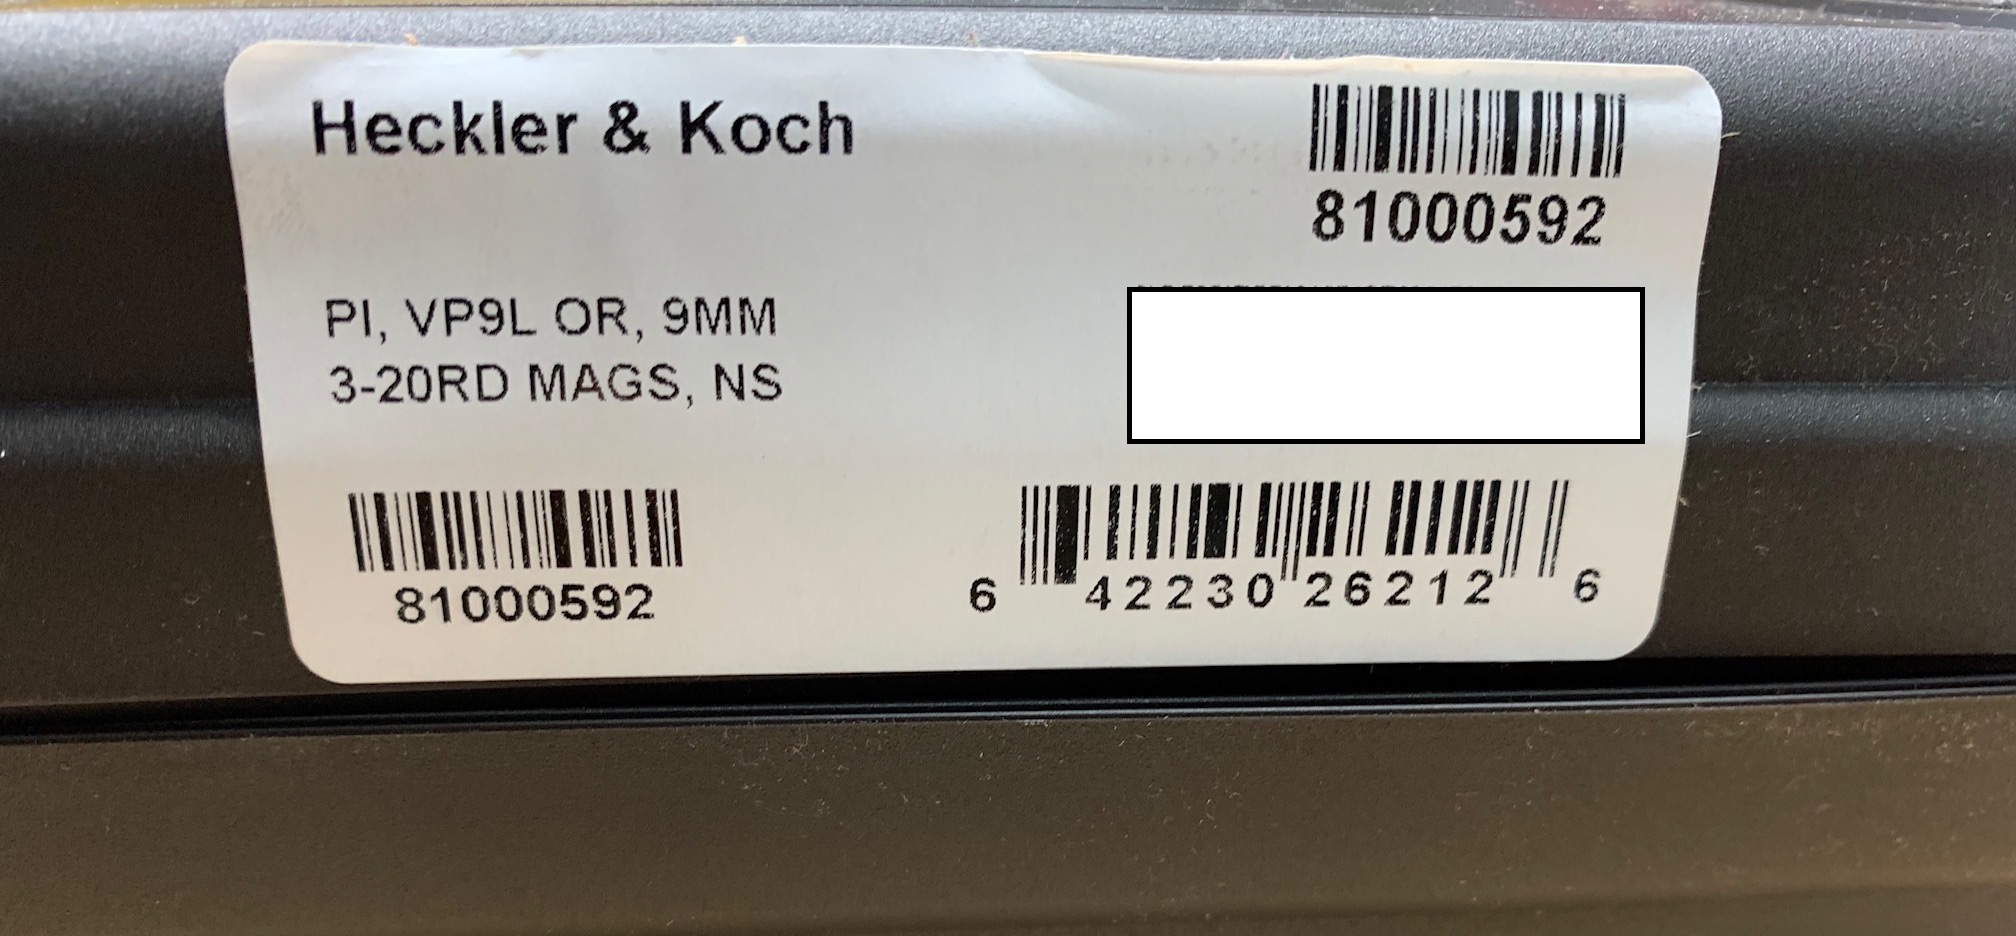 Heckler & Koch
81000592
PI, VP9L OR, 9MM
3-20RD MAGS, NS
81000592
6 42230 26212 6